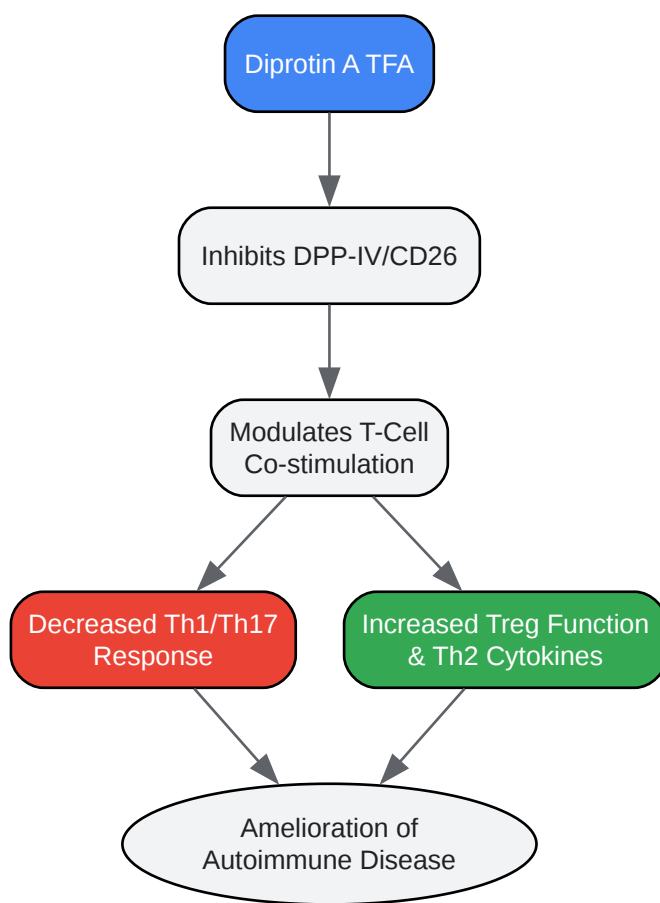 Diprotin A TFA
Inhibits DPP-IV/CD26
Modulates T-Cell
Co-stimulation
Decreased Th1/Th17
Response
Increased Treg Function
& Th2 Cytokines
Amelioration of
Autoimmune Disease